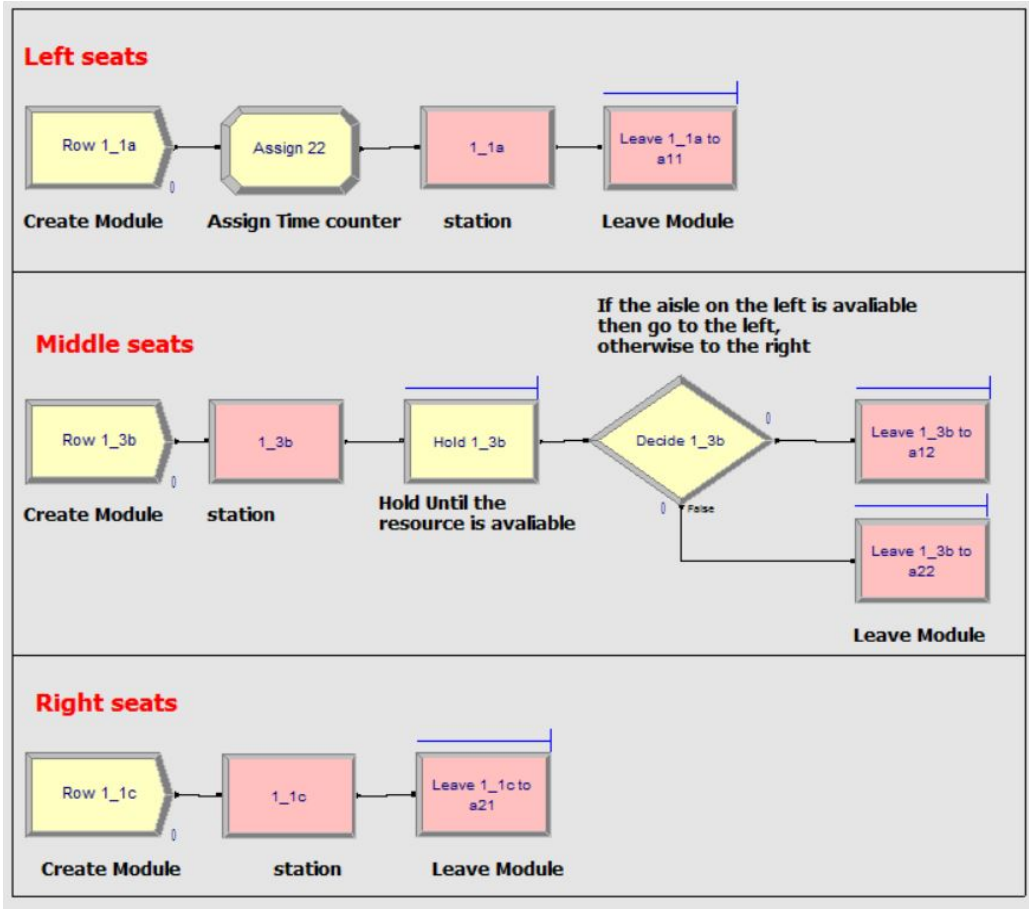 Left seats
Row 1_1a
0
Assign 22
1_1a
Leave 1_1a to
a11
Create Module
Assign Time counter
station
Leave Module
If the aisle on the left is avaliable
then go to the left,
otherwise to the right
Middle seats
Row 1_3b
0
1_3b
Hold 1_3b
Decide 1_3b
0
0
False
Leave 1_3b to
a12
Create Module
station
Hold Until the
resource is avaliable
Leave 1_3b to
a22
Leave Module
Right seats
Row 1_1c
0
1_1c
Leave 1_1c to
a21
Create Module
station
Leave Module